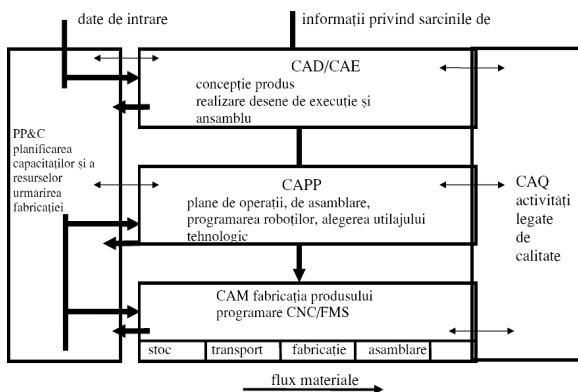 date de intrare
informații privind sarcinile de
CAD/CAE
concepție produs
realizare desene de execuție și
ansamblu
PP&C
planificarea
capacitaților și a
resurselor
urmarirea
fabricației
CAPP
plane de operații, de asamblare,
programarea roboților, alegerea utilajului
tehnologic
CAQ
activități
legate
de
calitate
CAM fabricația produsului
programare CNC/FMS
stoc
transport
fabricație
asamblare
flux materiale